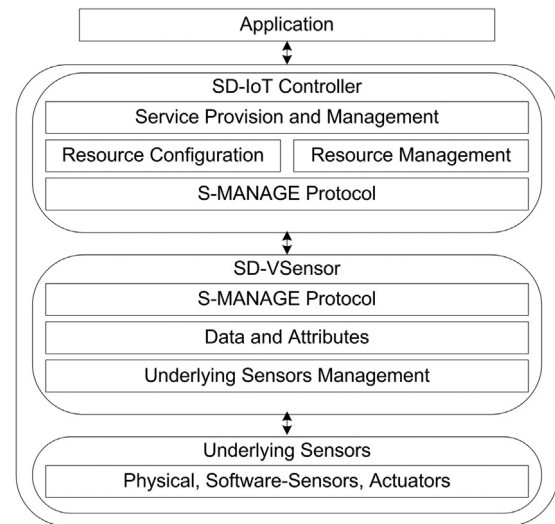 Application
SD-IoT Controller
Service Provision and Management
Resource Configuration
Resource Management
S-MANAGE Protocol
SD-VSensor
S-MANAGE Protocol
Data and Attributes
Underlying Sensors Management
Underlying Sensors
Physical, Software-Sensors, Actuators